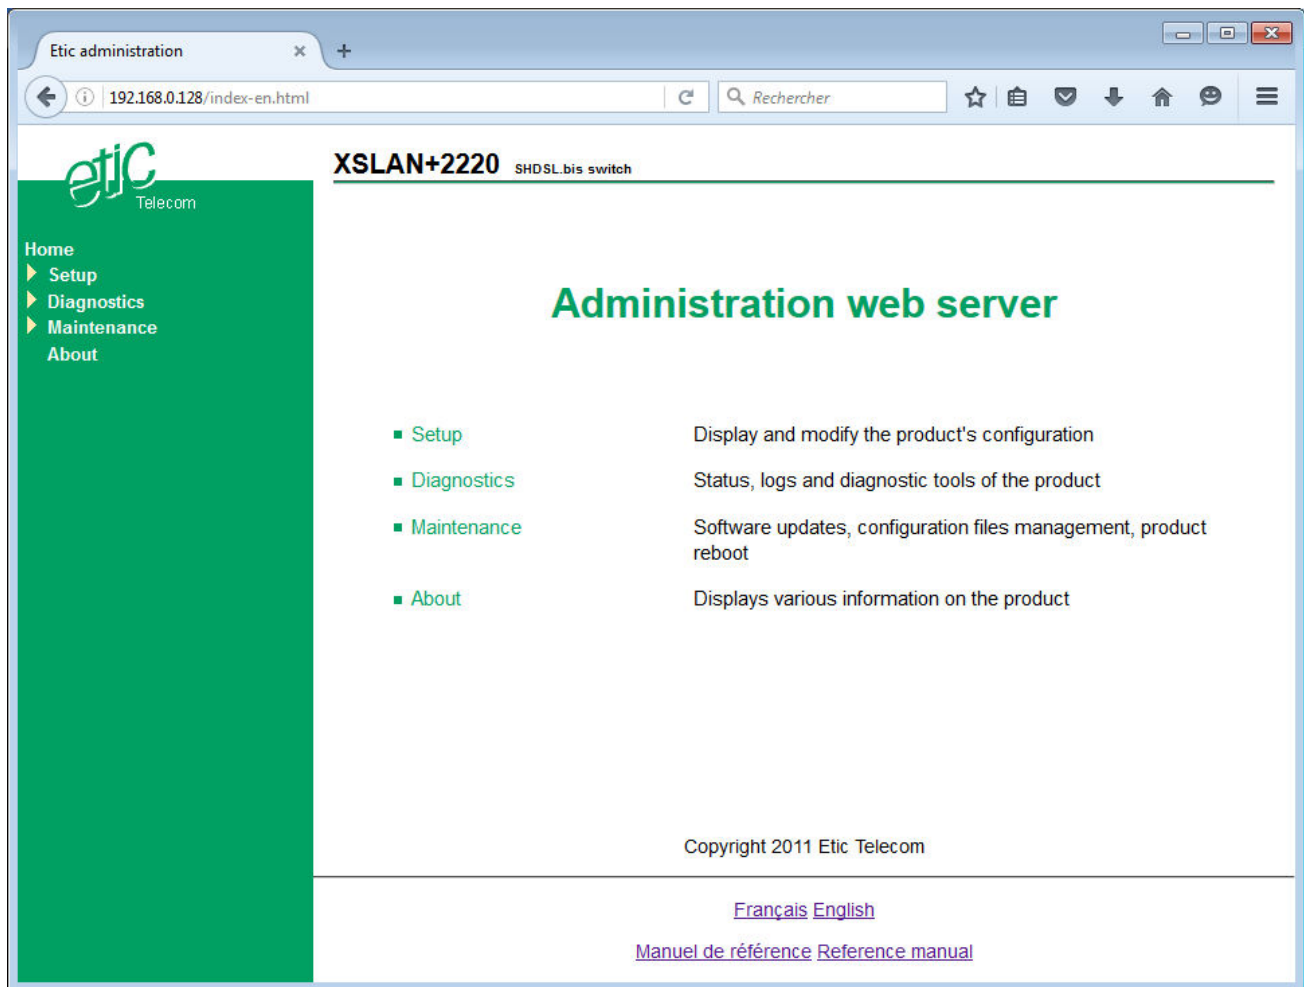 Etic administration
192.168.0.128/index-en.html
Rechercher
etic
Telecom
XSLAN+2220 SHDSL.bis switch
Home
Setup
Diagnostics
Maintenance
About
Administration web server
Setup Display and modify the product's configuration
Diagnostics Status, logs and diagnostic tools of the product
Maintenance Software updates, configuration files management, product
reboot
About Displays various information on the product
Copyright 2011 Etic Telecom
Français English
Manuel de référence Reference manual